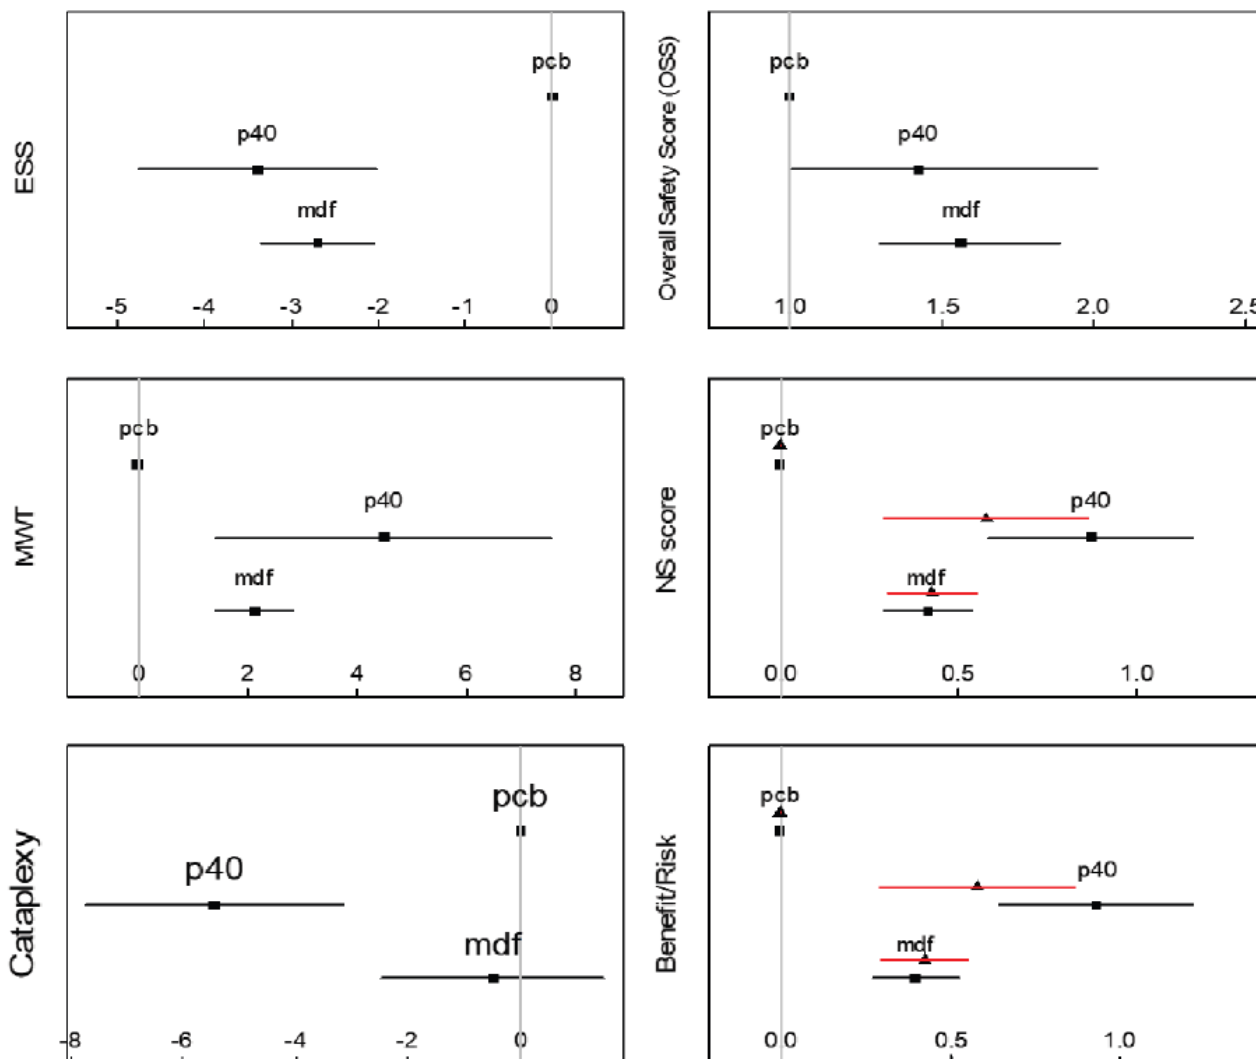 ESS
pcb
p40
mdf
-5 -4 -3 -2 -1 0
Overall Safety Score (OSS)
pcb
p40
mdf
1.0 1.5 2.0 2.5
MWT
pcb
p40
mdf
0 2 4 6 8
NS score
pcb
p40
mdf
0.0 0.5 1.0
Cataplexy
pcb
p40
mdf
-8 -6 -4 -2 0
Benefit/Risk
pcb
p40
mdf
0.0 0.5 1.0